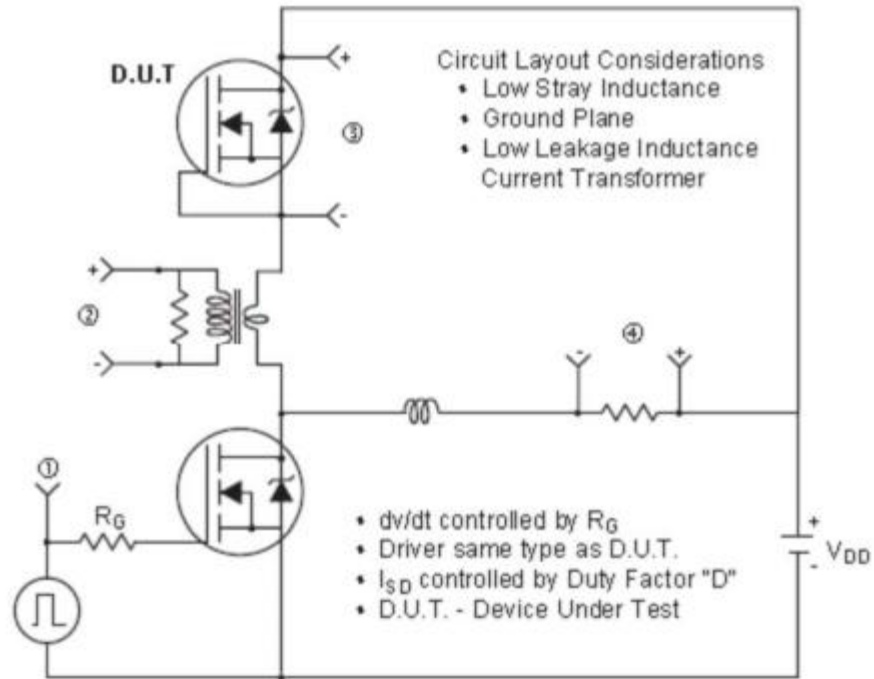 D.U.T
+
③
-
Circuit Layout Considerations
• Low Stray Inductance
• Ground Plane
• Low Leakage Inductance
Current Transformer
+
②
-
④
- +
①
RG
• dv/dt controlled by RG
• Driver same type as D.U.T.
• ISD controlled by Duty Factor "D"
• D.U.T. - Device Under Test
+
VDD
-